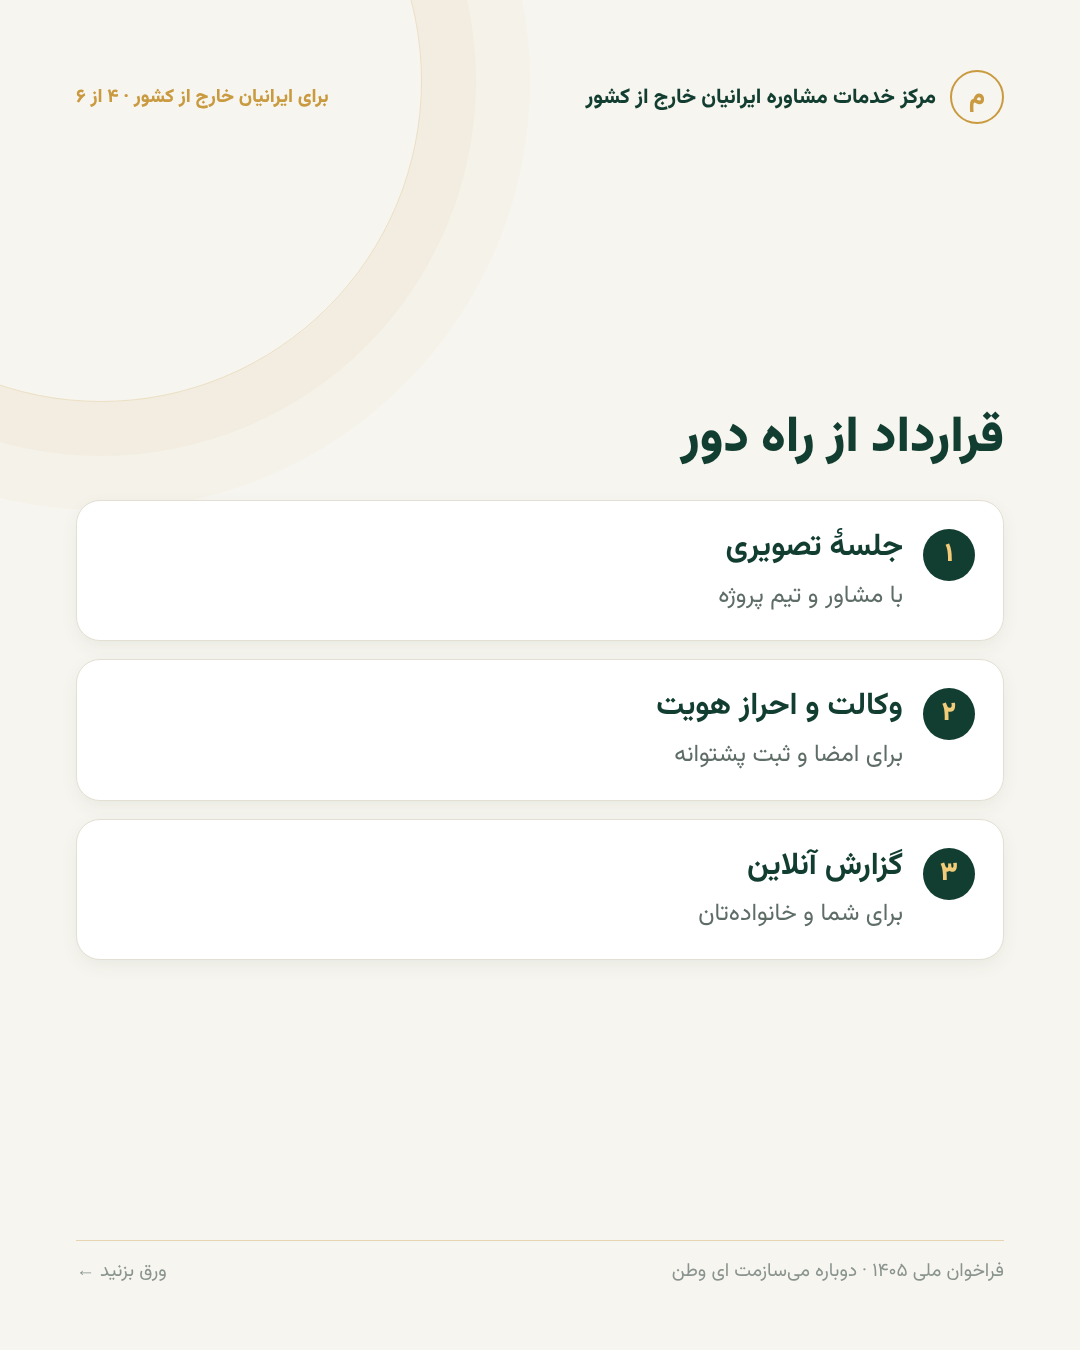 م
مرکز خدمات مشاوره ایرانیان خارج از کشور
برای ایرانیان خارج از کشور · ۴ از ۶
قرارداد از راه دور
۱
جلسهٔ تصویری
با مشاور و تیم پروژه
۲
وکالت و احراز هویت
برای امضا و ثبت پشتوانه
۳
گزارش آنلاین
برای شما و خانواده‌تان
فراخوان ملی ۱۴۰۵ · دوباره می‌سازمت ای وطن
ورق بزنید ←